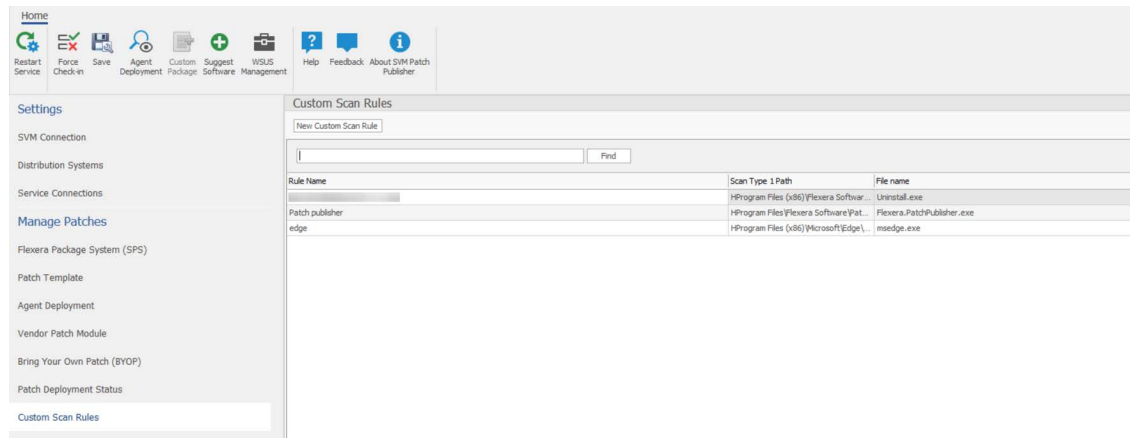 Home
Restart Service
Force Check-in
Save
Agent Deployment
Custom Package
Suggest Software
WSUS Management
Help
Feedback
About SVM Patch Publisher
Settings
SVM Connection
Distribution Systems
Service Connections
Manage Patches
Flexera Package System (SPS)
Patch Template
Agent Deployment
Vendor Patch Module
Bring Your Own Patch (BYOP)
Patch Deployment Status
Custom Scan Rules
Custom Scan Rules
New Custom Scan Rule
Find
Rule Name Scan Type 1 Path File name
HProgram Files (x86)\Flexera Softwar... Uninstall.exe
Patch publisher HProgram Files\Flexera Software\Pat... Flexera.PatchPublisher.exe
edge HProgram Files (x86)\Microsoft\Edge\... msedge.exe